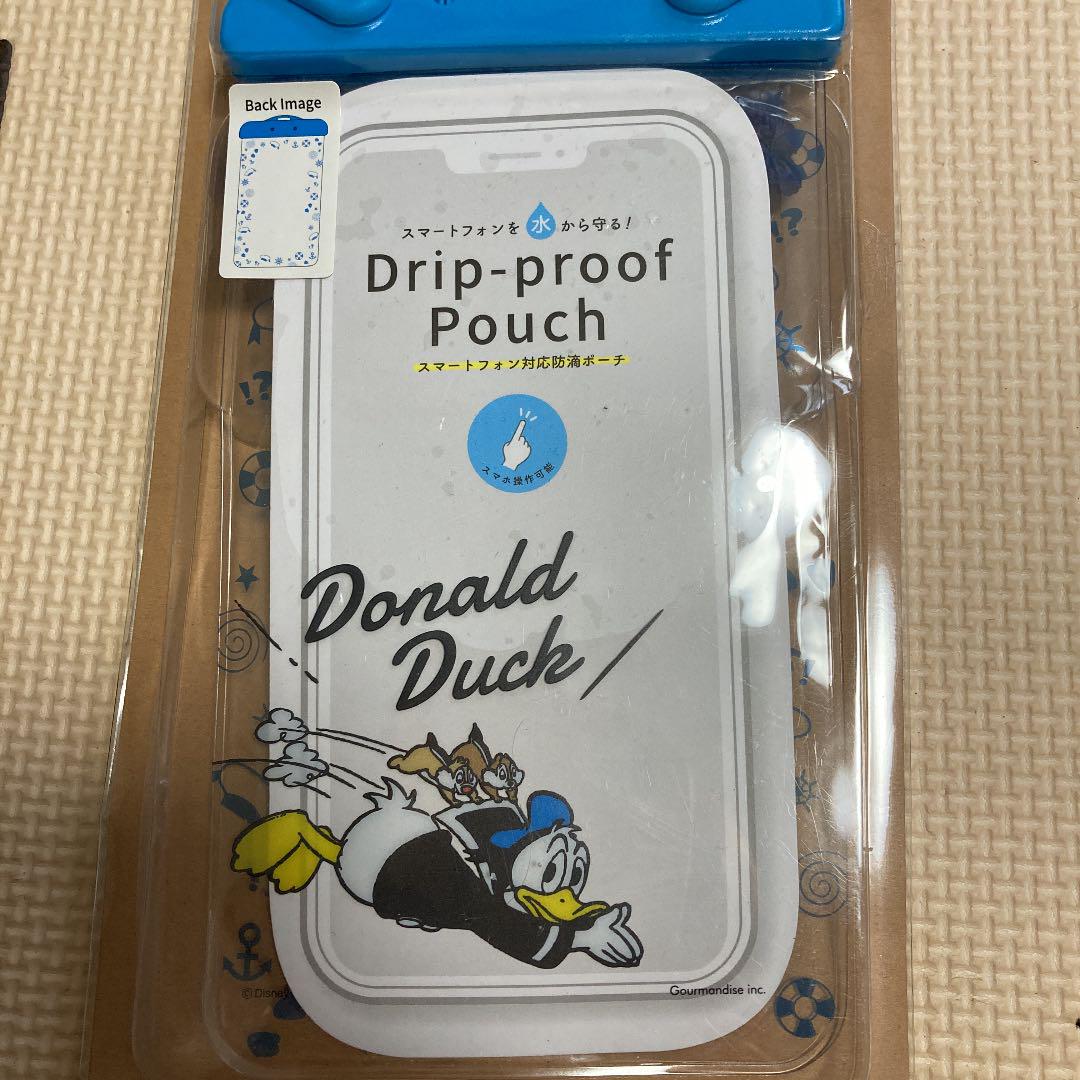 Back Image
スマートフォンを水から守る!
Drip-proof
Pouch
スマートフォン対応防滴ポーチ
スマホ操作可能
Donald
Duck
!?
!?
©Disney
Gourmandise inc.